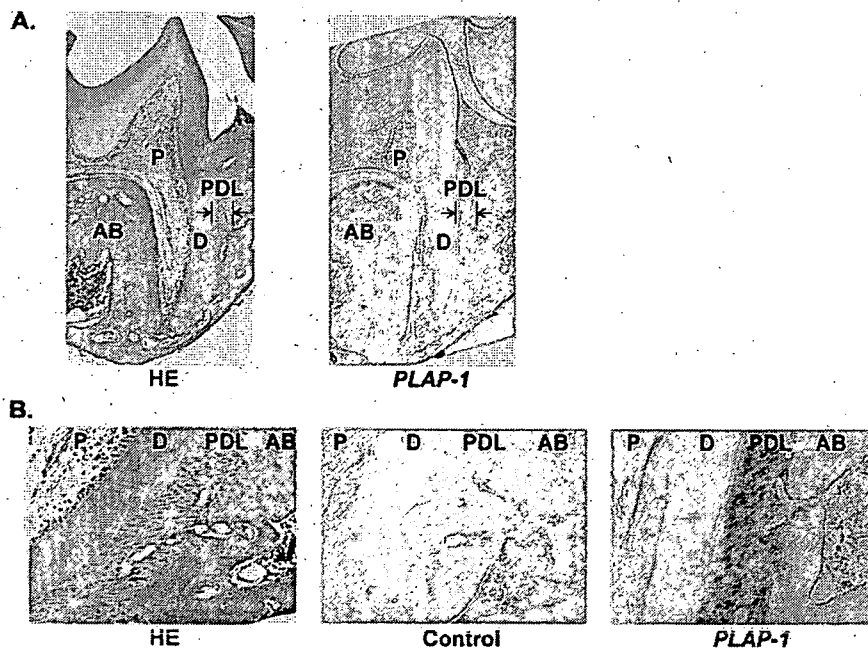 A.
P
PDL
AB
D
HE
P
PDL
AB
D
PLAP-1
B.
P D PDL AB
HE
P D PDL AB
Control
P D PDL AB
PLAP-1